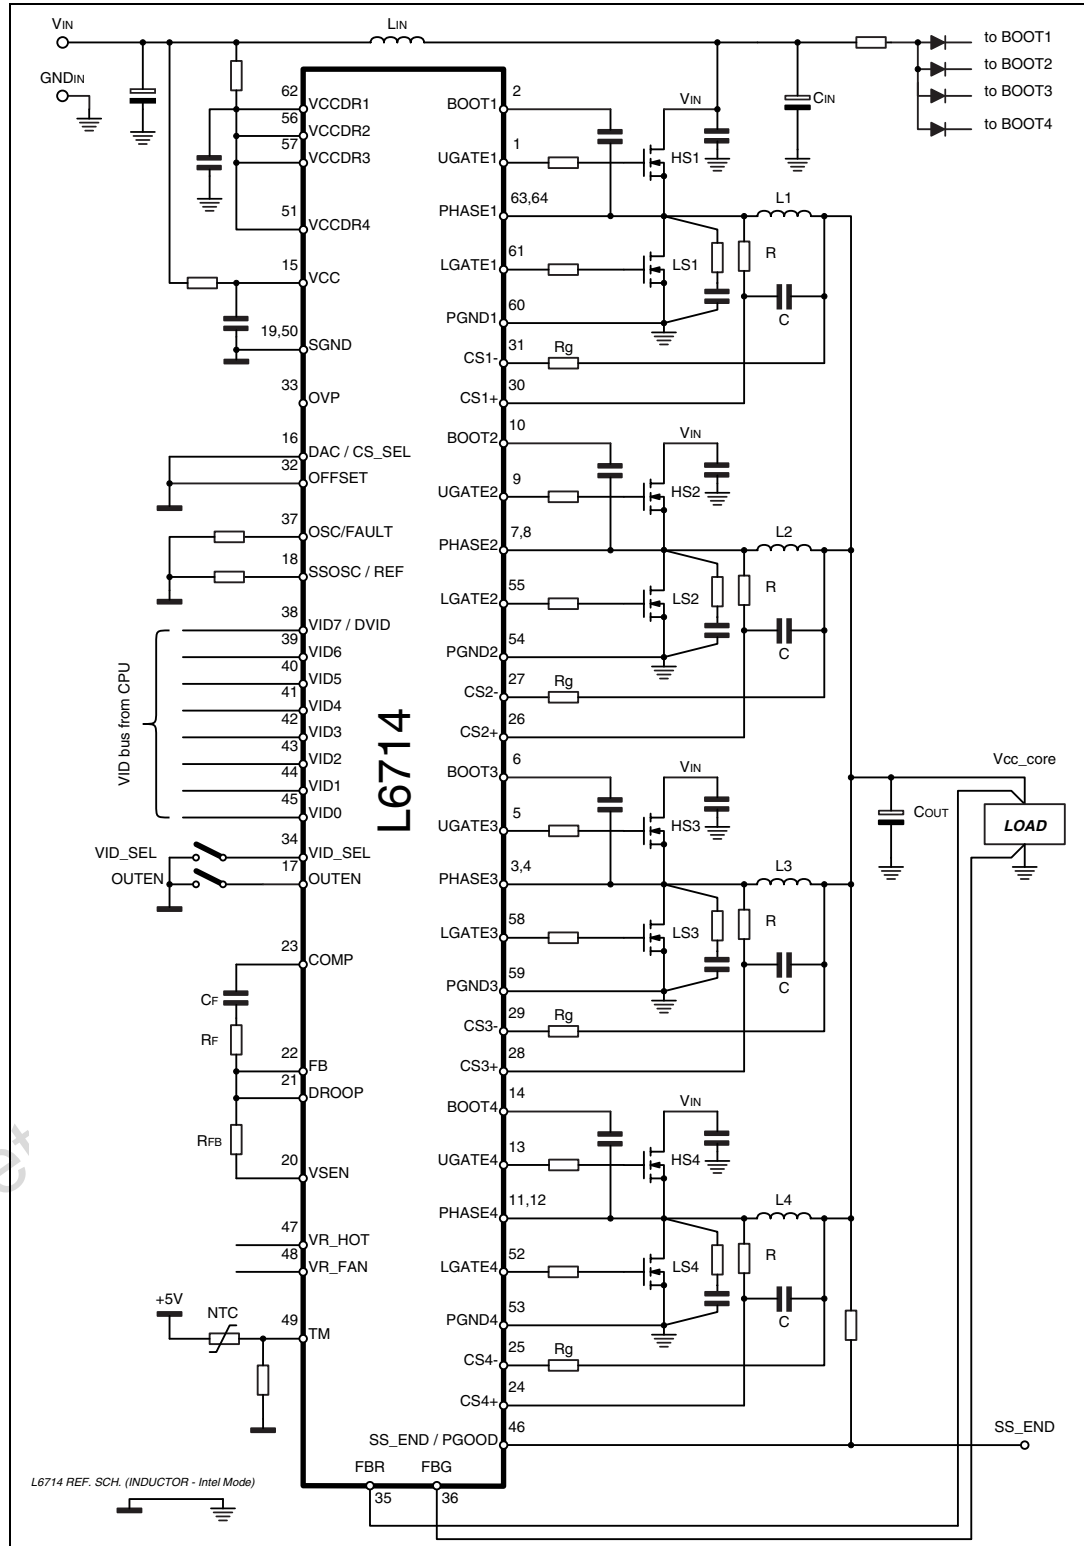 VIN
LIN
to BOOT1
to BOOT2
to BOOT3
to BOOT4
GNDIN
CIN
62 VCCDR1
56 VCCDR2
57 VCCDR3
51 VCCDR4
15 VCC
19,50 SGND
33 OVP
16 DAC / CS_SEL
32 OFFSET
37 OSC/FAULT
18 SSOSC / REF
38 VID7 / DVID
39 VID6
40 VID5
41 VID4
42 VID3
43 VID2
44 VID1
45 VID0
VID bus from CPU
VID_SEL 34 VID_SEL
OUTEN 17 OUTEN
23 COMP
CF
RF
22 FB
21 DROOP
RFB
20 VSEN
47 VR_HOT
48 VR_FAN
+5V
NTC
49 TM
L6714
BOOT1 2
VIN
UGATE1 1
HS1
PHASE1 63,64
L1
LGATE1 61
LS1
R
C
PGND1 60
CS1- 31 Rg
CS1+ 30
BOOT2 10
VIN
UGATE2 9
HS2
PHASE2 7,8
L2
LGATE2 55
LS2
R
C
PGND2 54
CS2- 27 Rg
CS2+ 26
BOOT3 6
VIN
UGATE3 5
HS3
PHASE3 3,4
L3
LGATE3 58
LS3
R
C
PGND3 59
CS3- 29 Rg
CS3+ 28
Vcc_core
COUT
LOAD
BOOT4 14
VIN
UGATE4 13
HS4
PHASE4 11,12
L4
LGATE4 52
LS4
R
C
PGND4 53
CS4- 25 Rg
CS4+ 24
SS_END / PGOOD 46
SS_END
FBR
FBG
35
36
L6714 REF. SCH. (INDUCTOR - Intel Mode)